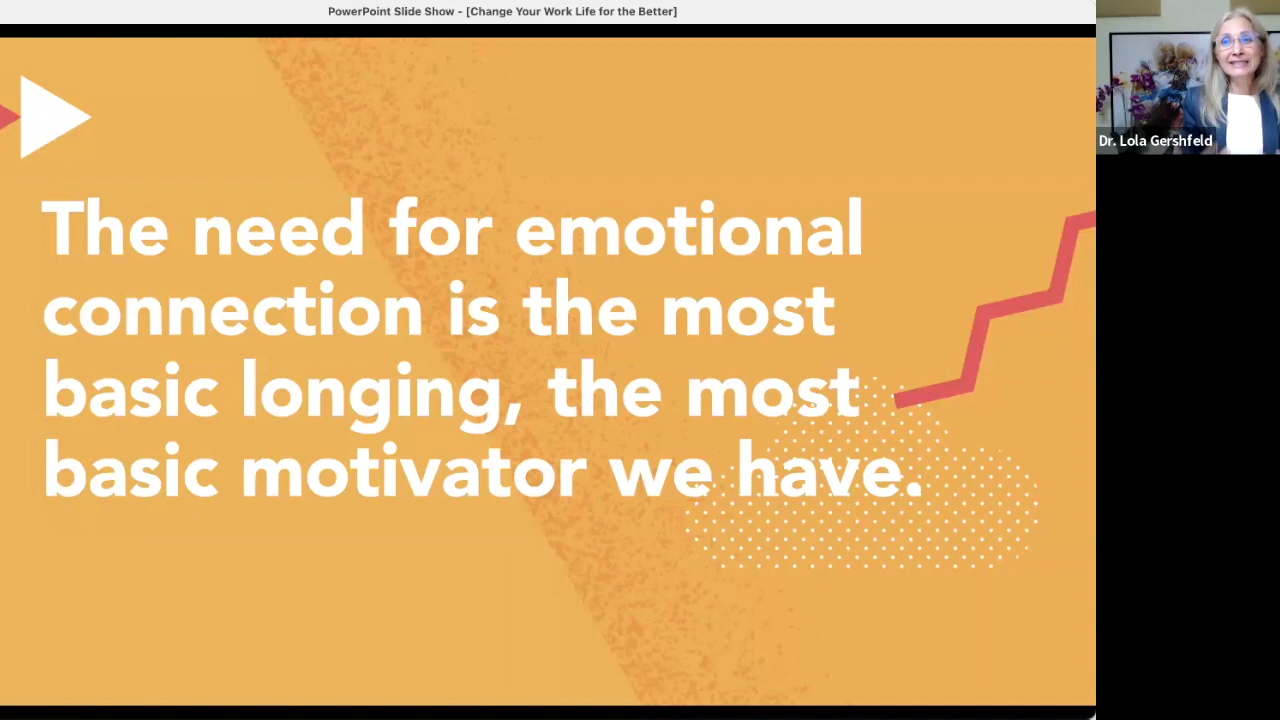 PowerPoint Slide Show - [Change Your Work Life for the Better]
Dr. Lola Gershfeld
The need for emotional
connection is the most
basic longing, the most
basic motivator we have.